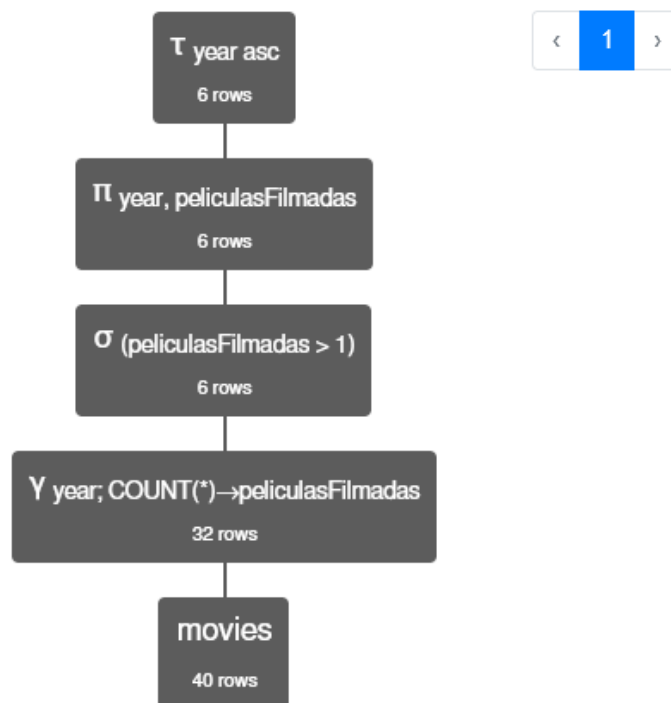 τ year asc
6 rows
‹ 1 ›
π year, peliculasFilmadas
6 rows
σ (peliculasFilmadas > 1)
6 rows
γ year; COUNT(*)→peliculasFilmadas
32 rows
movies
40 rows